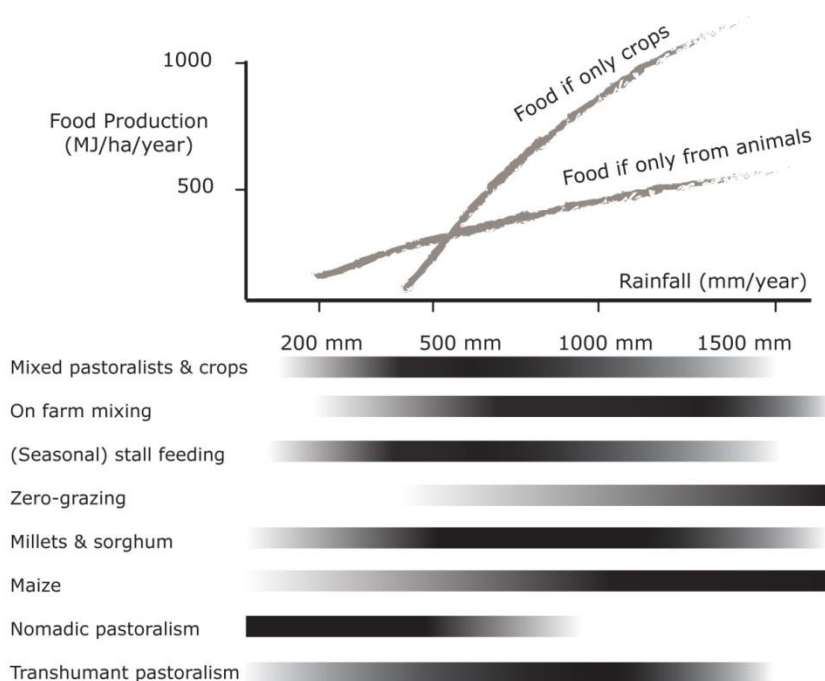 1000
Food Production
(MJ/ha/year)
500
Food if only crops
Food if only from animals
Rainfall (mm/year)
200 mm 500 mm 1000 mm 1500 mm
Mixed pastoralists & crops
On farm mixing
(Seasonal) stall feeding
Zero-grazing
Millets & sorghum
Maize
Nomadic pastoralism
Transhumant pastoralism